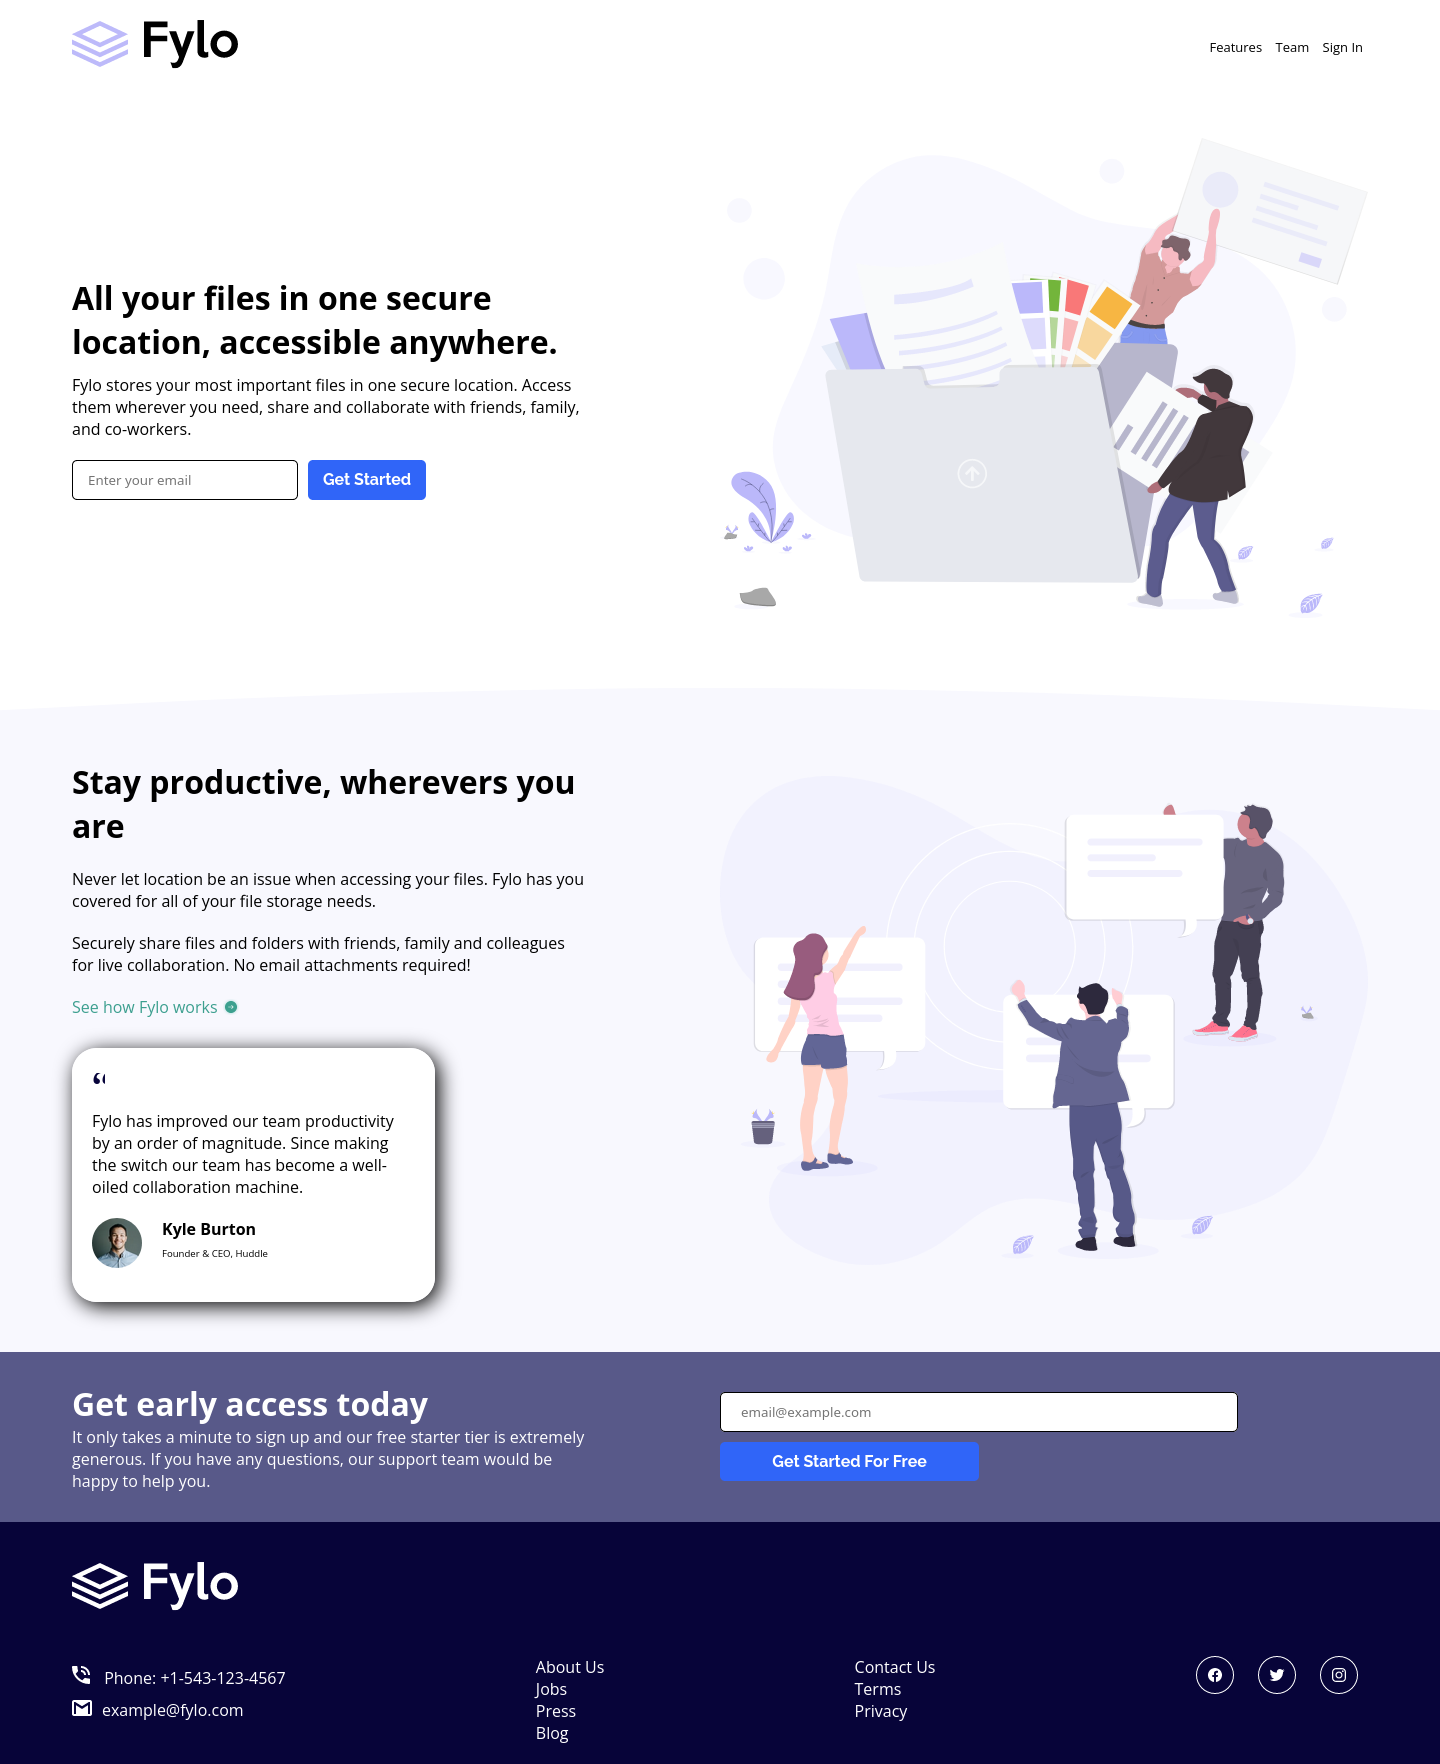 Fylo
Features Team Sign In
All your files in one secure
location, accessible anywhere.
Fylo stores your most important files in one secure location. Access
them wherever you need, share and collaborate with friends, family,
and co-workers.
Enter your email
Get Started
Stay productive, wherevers you
are
Never let location be an issue when accessing your files. Fylo has you
covered for all of your file storage needs.
Securely share files and folders with friends, family and colleagues
for live collaboration. No email attachments required!
See how Fylo works
“
Fylo has improved our team productivity
by an order of magnitude. Since making
the switch our team has become a well-
oiled collaboration machine.
Kyle Burton
Founder & CEO, Huddle
Get early access today
It only takes a minute to sign up and our free starter tier is extremely
generous. If you have any questions, our support team would be
happy to help you.
email@example.com
Get Started For Free
Fylo
Phone: +1-543-123-4567
example@fylo.com
About Us
Jobs
Press
Blog
Contact Us
Terms
Privacy